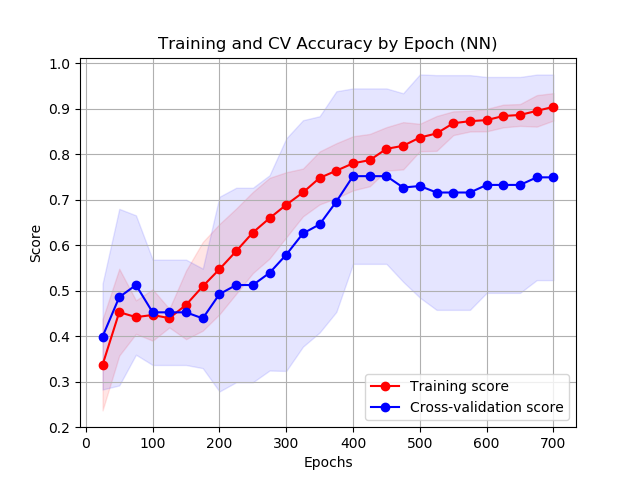 Training and CV Accuracy by Epoch (NN)
Score
1.0
0.9
0.8
0.7
0.6
0.5
0.4
0.3
0.2
Training score
Cross-validation score
0 100 200 300 400 500 600 700
Epochs